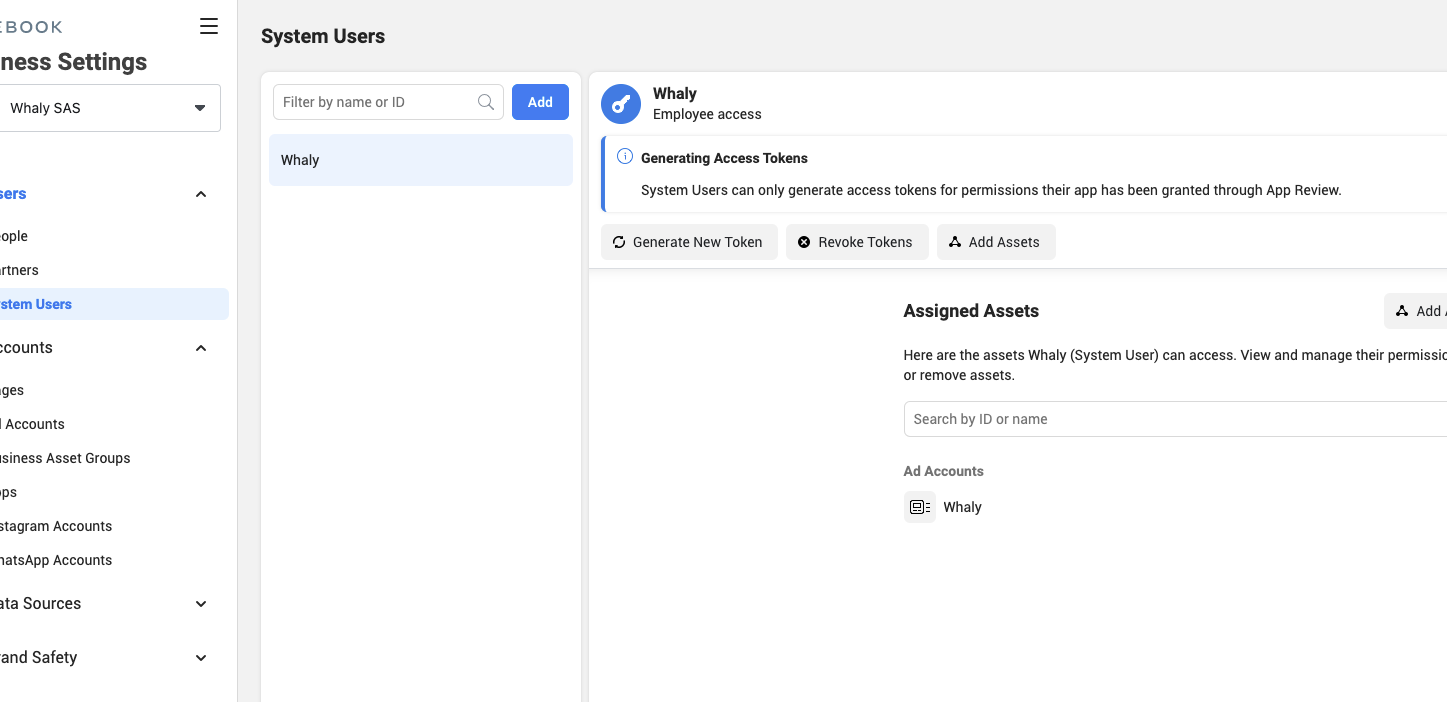 EBOOK
ness Settings
Whaly SAS
sers
ople
rtners
stem Users
ccounts
ges
Accounts
siness Asset Groups
ps
stagram Accounts
hatsApp Accounts
ata Sources
rand Safety
System Users
Filter by name or ID
Add
Whaly
Whaly
Employee access
Generating Access Tokens
System Users can only generate access tokens for permissions their app has been granted through App Review.
Generate New Token
Revoke Tokens
Add Assets
Assigned Assets
Add
Here are the assets Whaly (System User) can access. View and manage their permissio
or remove assets.
Search by ID or name
Ad Accounts
Whaly